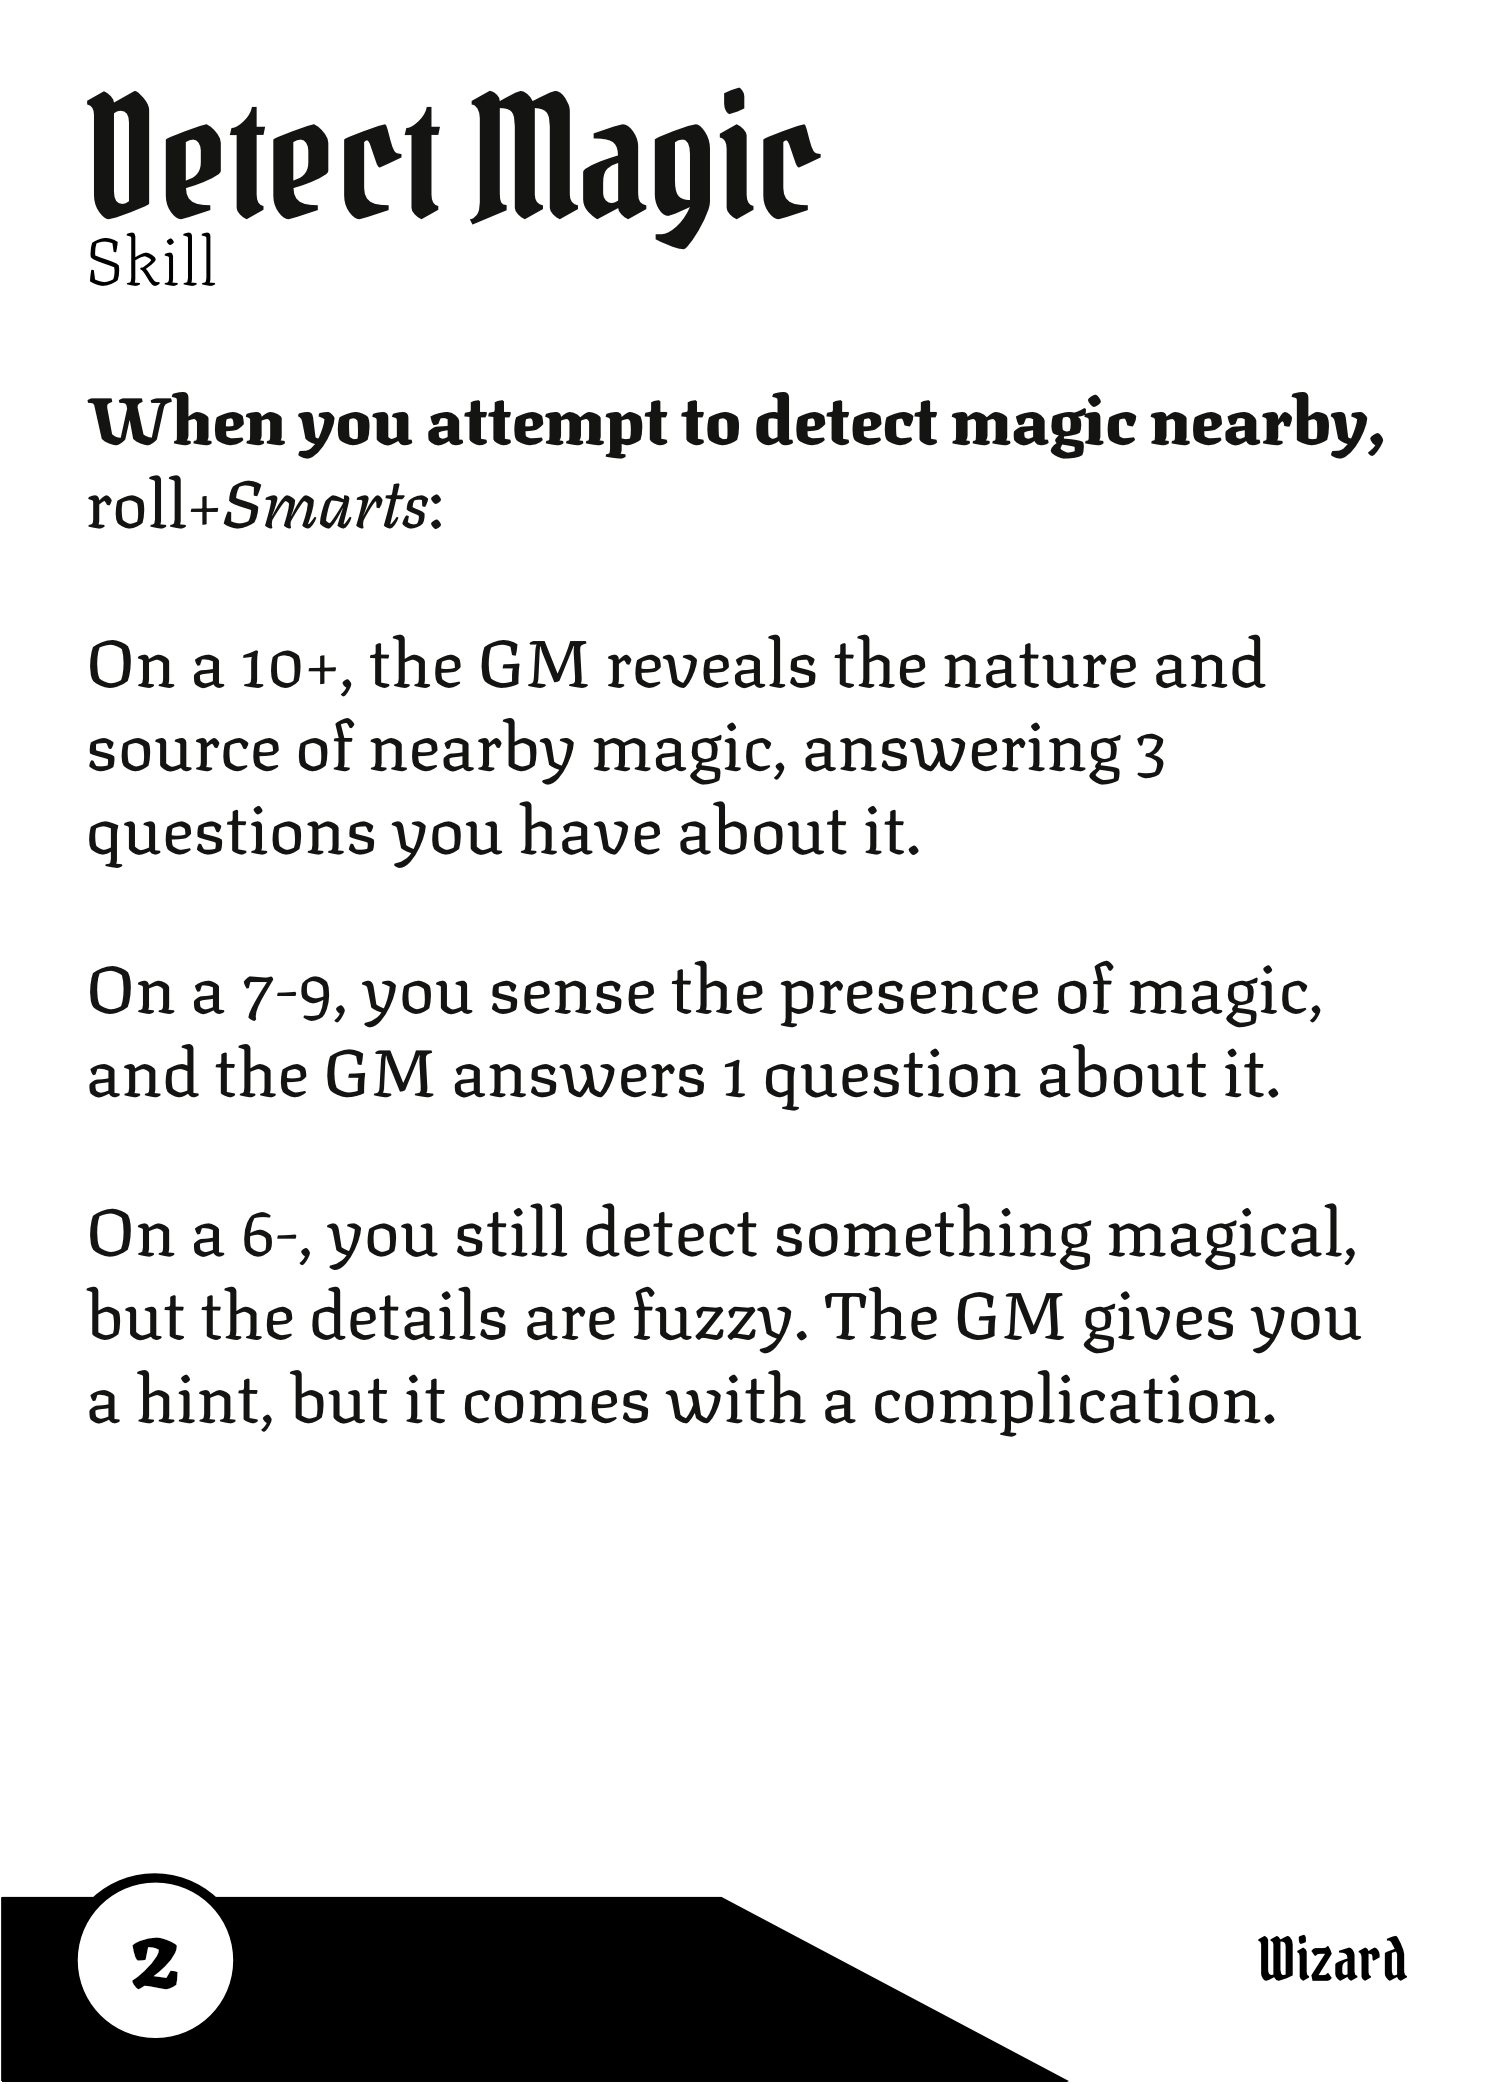 Detect Magic
Skill
When you attempt to detect magic nearby,
roll+Smarts:
On a 10+, the GM reveals the nature and
source of nearby magic, answering 3
questions you have about it.
On a 7-9, you sense the presence of magic,
and the GM answers 1 question about it.
On a 6-, you still detect something magical,
but the details are fuzzy. The GM gives you
a hint, but it comes with a complication.
2
Wizard